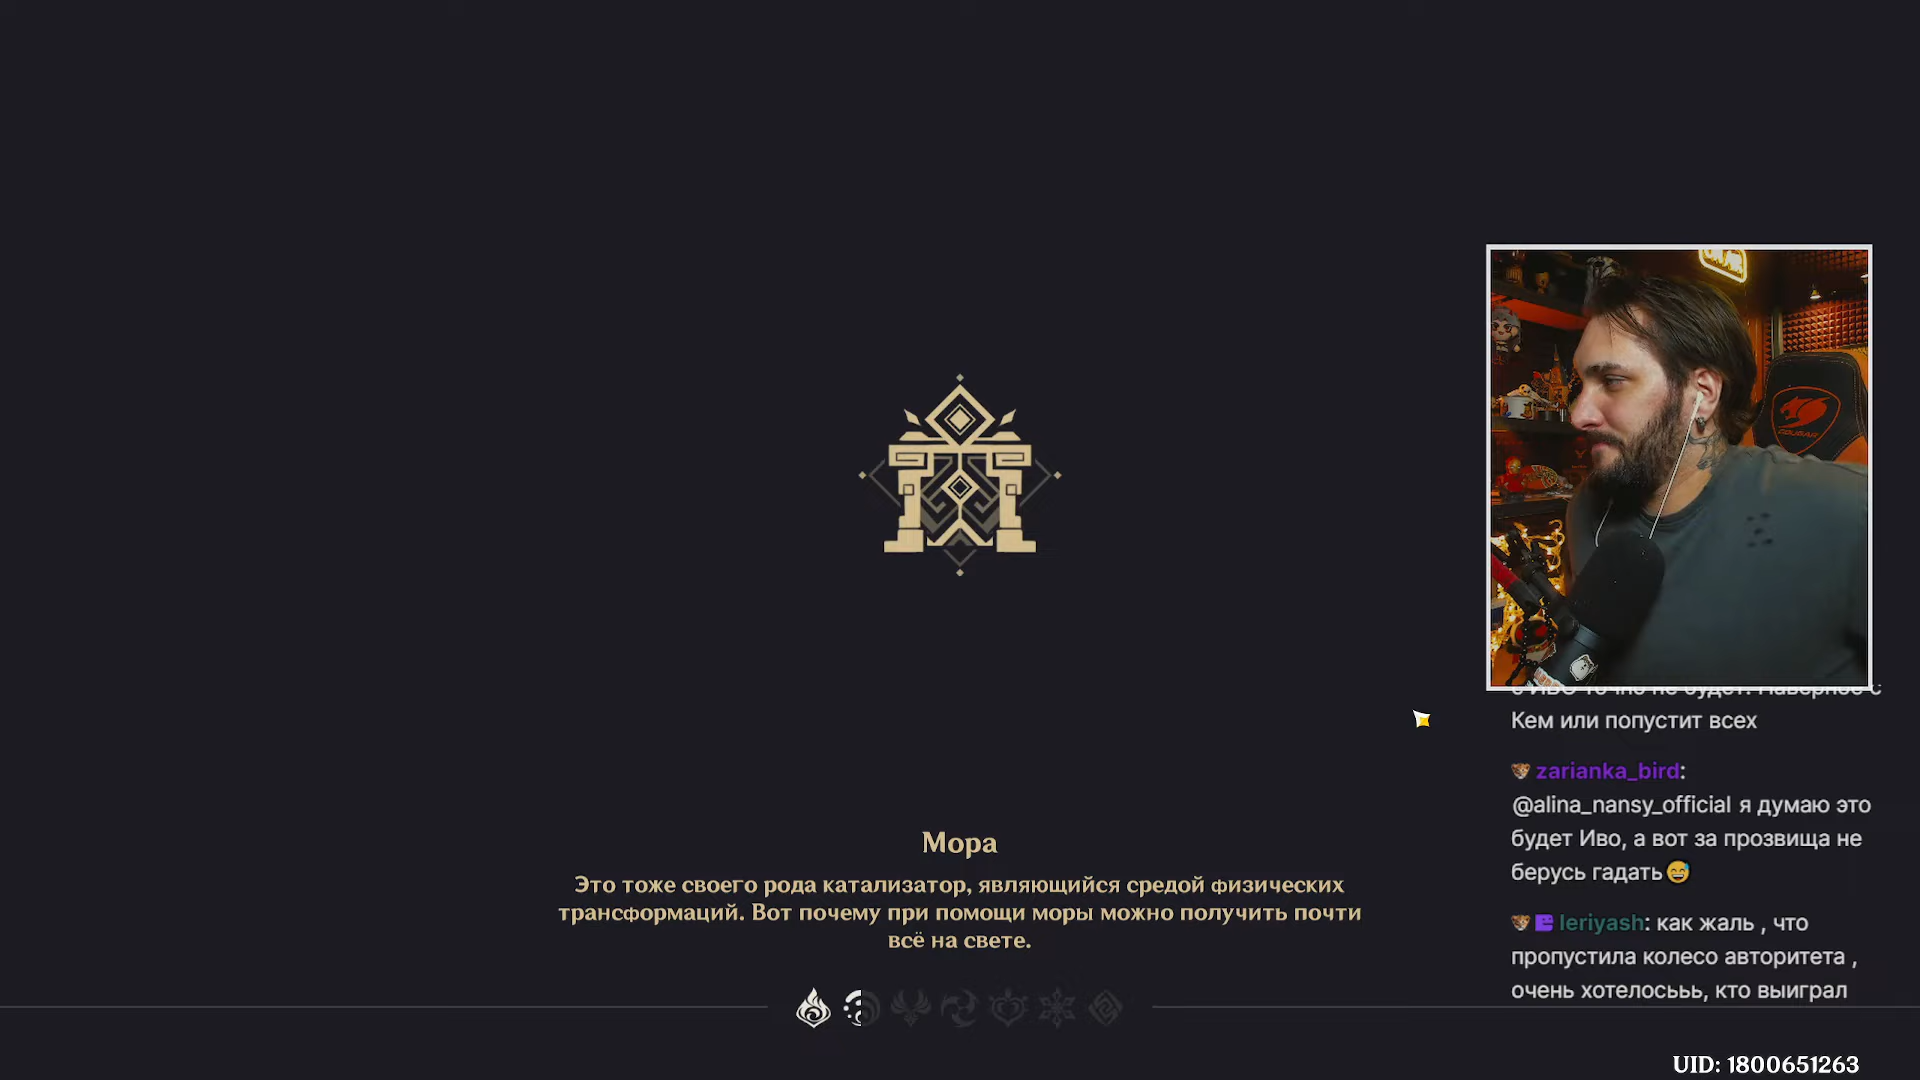 COUGAR
Кем или попустит всех
zarianka_bird:
@alina_nansy_official я думаю это
будет Иво, а вот за прозвища не
берусь гадать😅
leriyash: как жаль , что
пропустила колесо авторитета ,
очень хотелосььь, кто выиграл
Мора
Это тоже своего рода катализатор, являющийся средой физических
трансформаций. Вот почему при помощи моры можно получить почти
всё на свете.
UID: 1800651263